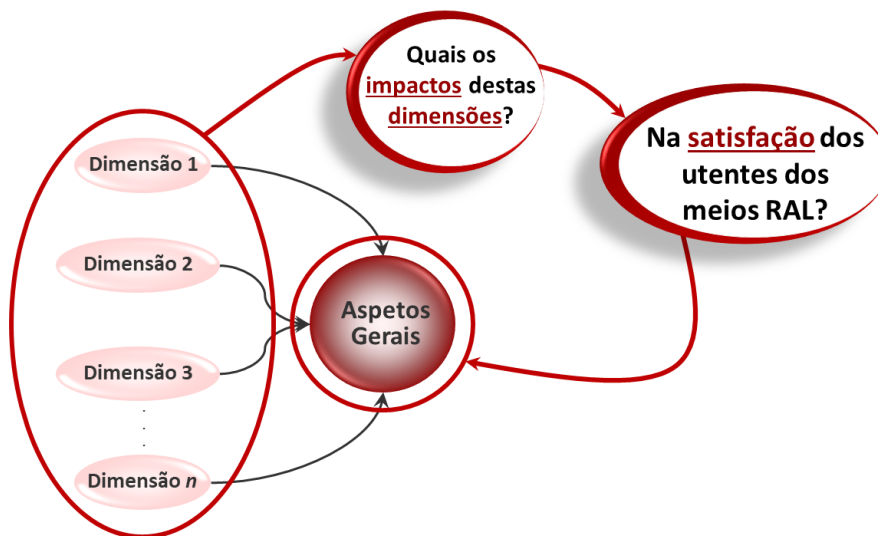 Quais os
impactos destas
dimensões?
Na satisfação dos
utentes dos
meios RAL?
Dimensão 1
Dimensão 2
Dimensão 3
Dimensão n
Aspetos
Gerais